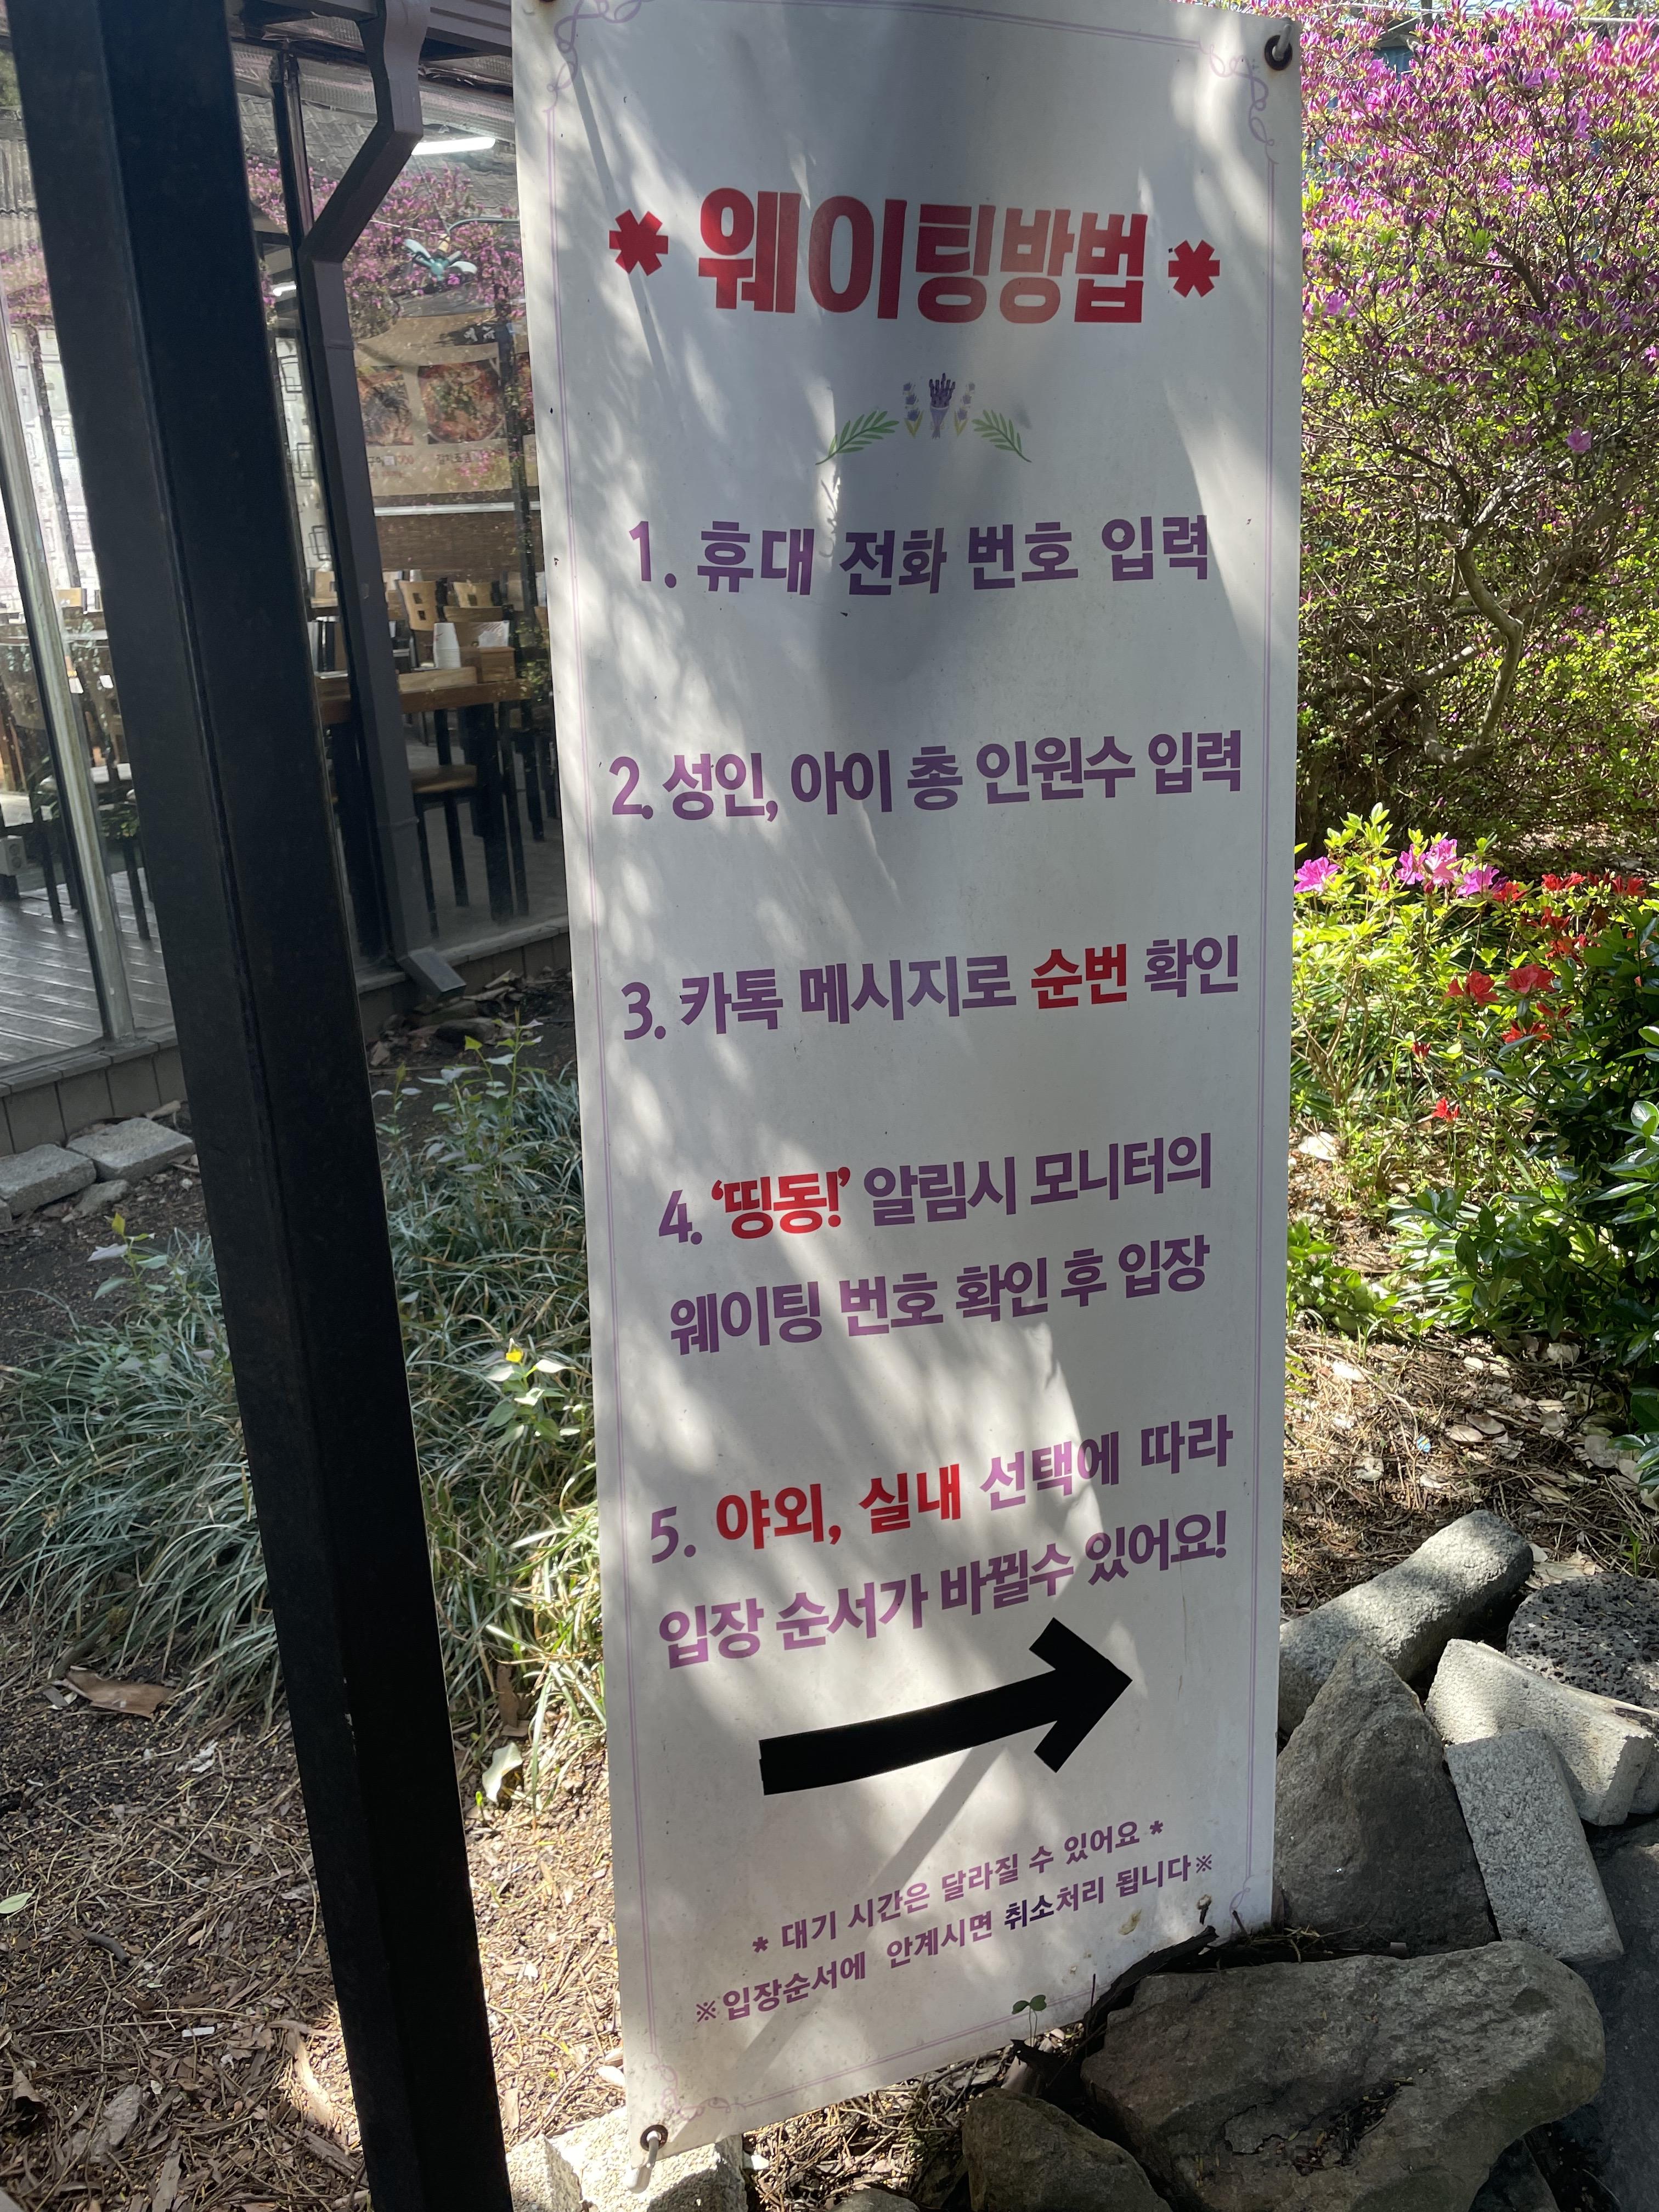 * 웨이팅방법 *
1. 휴대 전화 번호 입력
2. 성인, 아이 총 인원수 입력
3. 카톡 메시지로 순번 확인
4. '띵동!' 알림시 모니터의
웨이팅 번호 확인 후 입장
5. 야외, 실내 선택에 따라
입장 순서가 바뀔수 있어요!
* 대기 시간은 달라질 수 있어요 *
※입장순서에 안계시면 취소처리 됩니다※